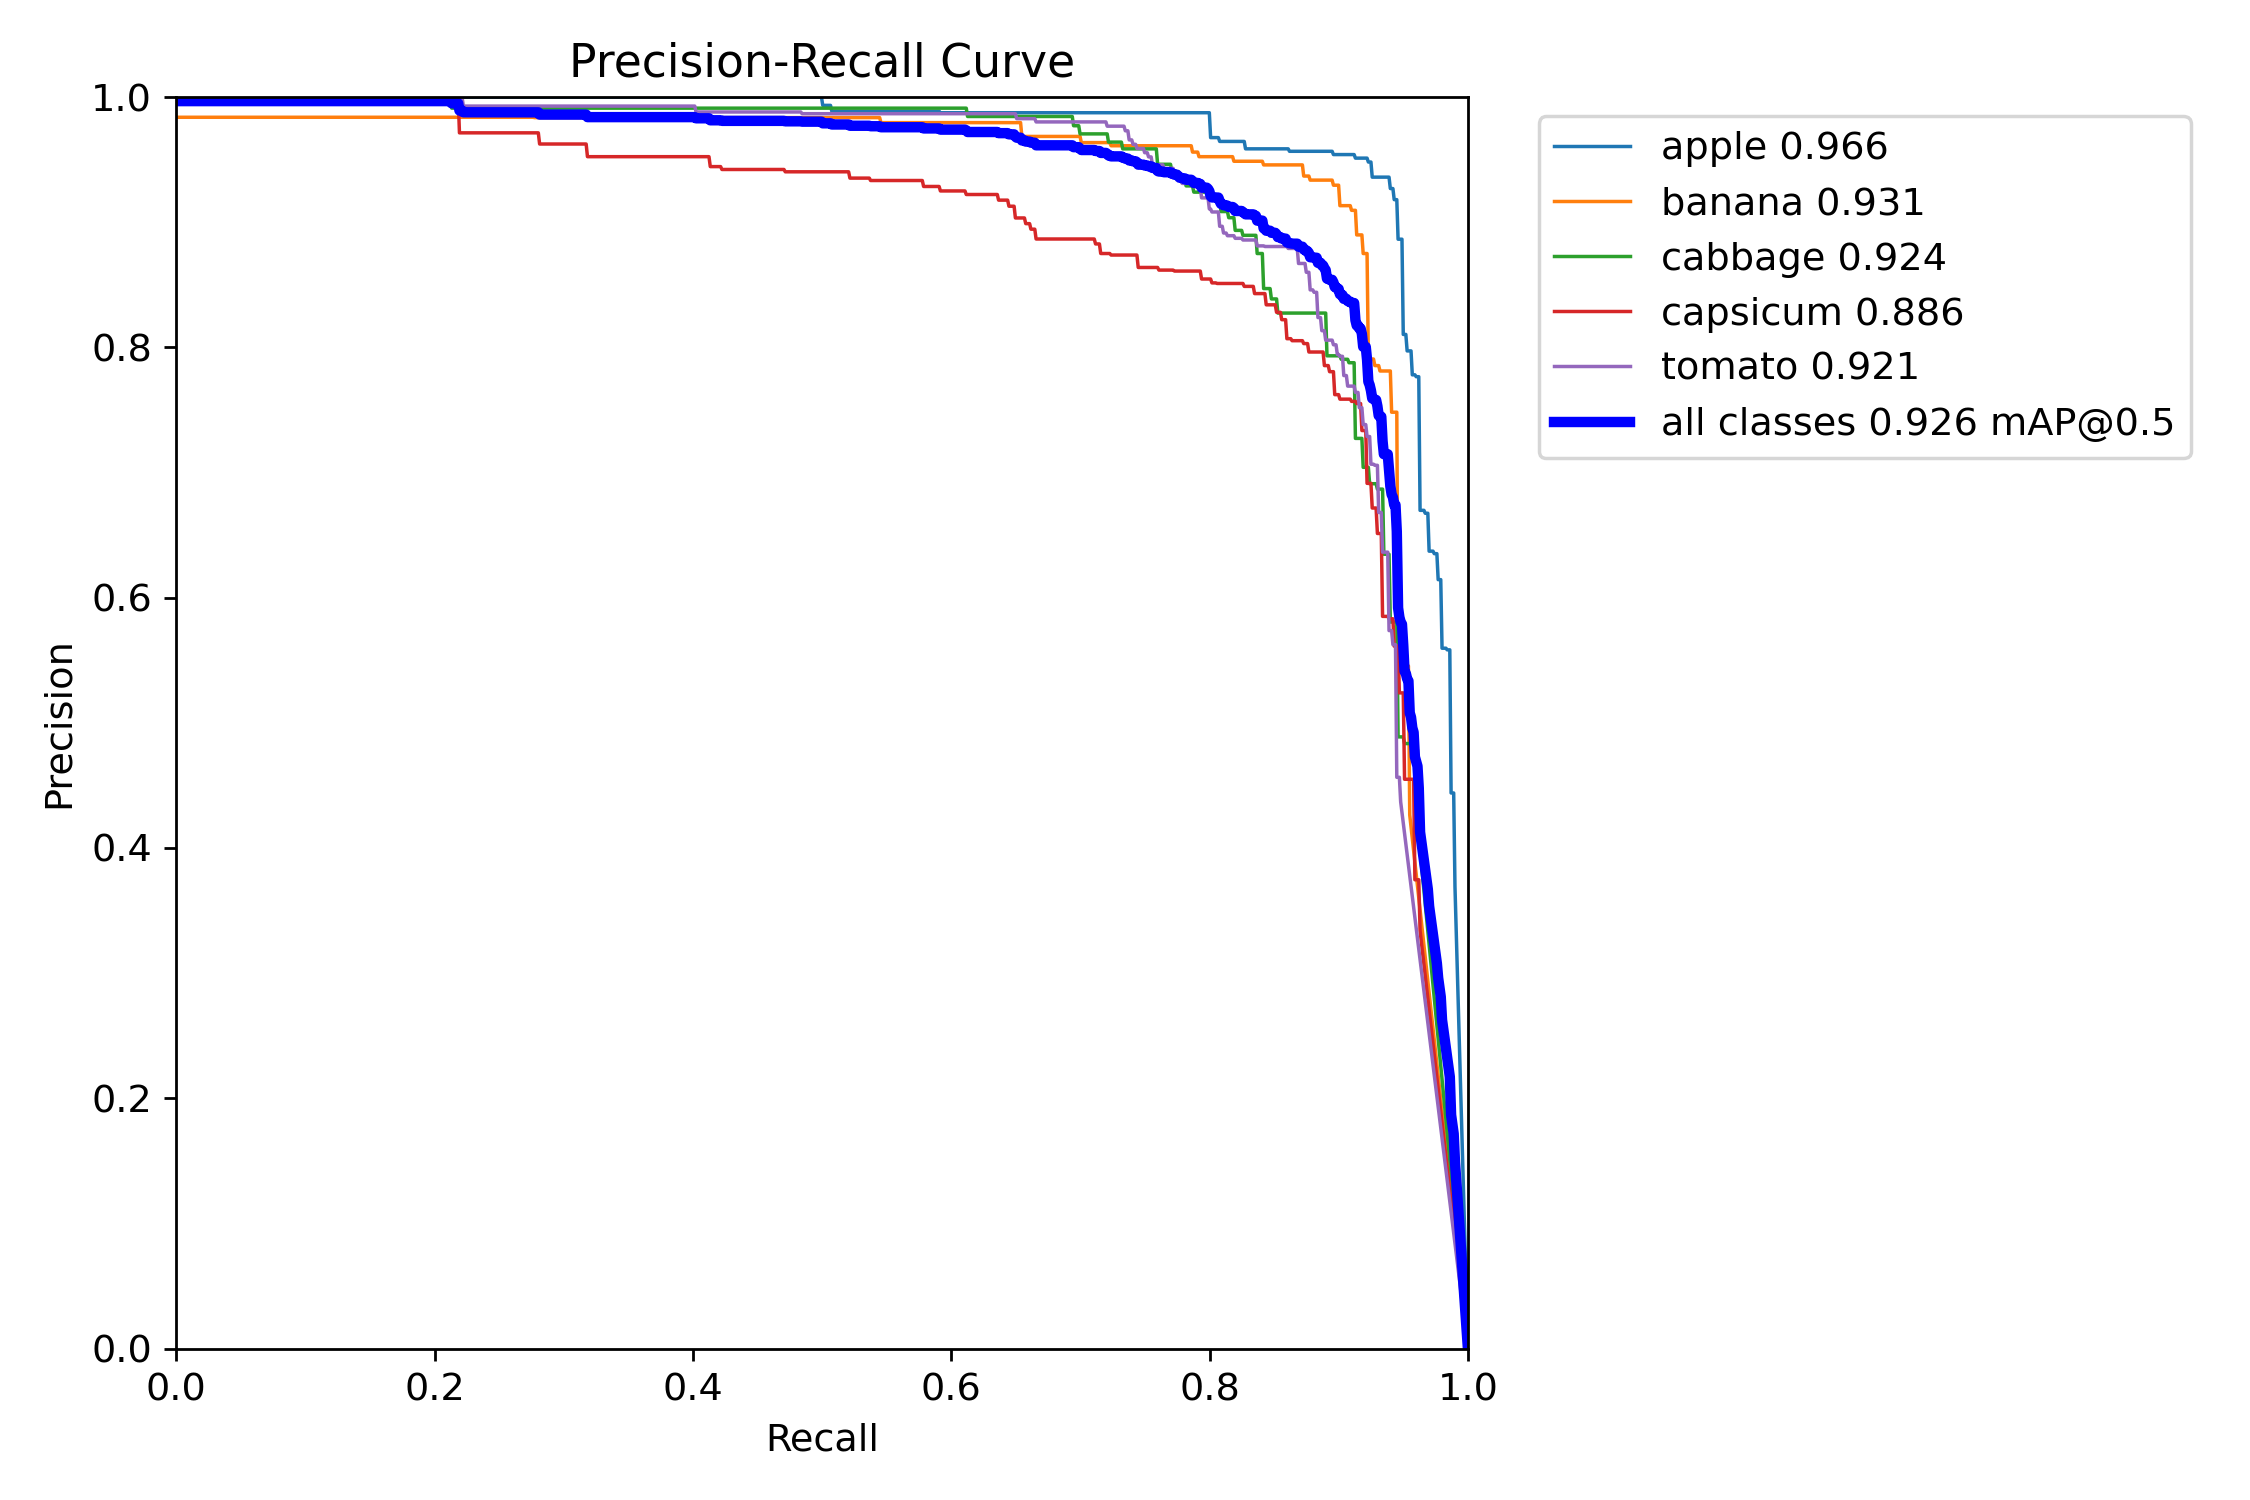 Precision-Recall Curve
1.0
0.8
0.6
0.4
0.2
0.0
Precision
0.0 0.2 0.4 0.6 0.8 1.0
Recall
apple 0.966
banana 0.931
cabbage 0.924
capsicum 0.886
tomato 0.921
all classes 0.926 mAP@0.5